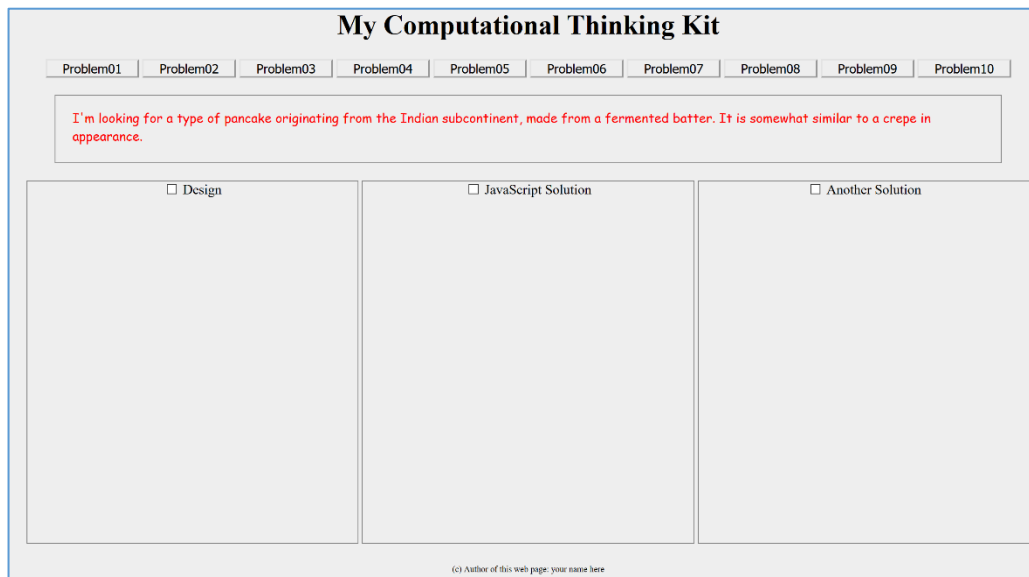 My Computational Thinking Kit
Problem01 Problem02 Problem03 Problem04 Problem05 Problem06 Problem07 Problem08 Problem09 Problem10
I'm looking for a type of pancake originating from the Indian subcontinent, made from a fermented batter. It is somewhat similar to a crepe in
appearance.
Design JavaScript Solution Another Solution
(c) Author of this web page: your name here